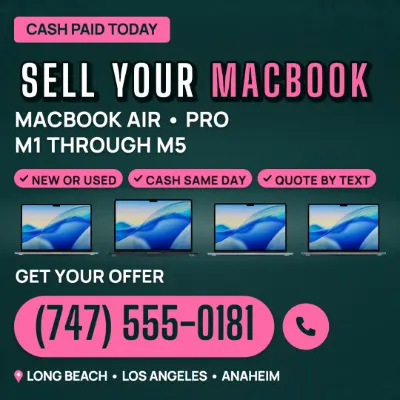 CASH PAID TODAY
SELL YOUR MACBOOK
MACBOOK AIR • PRO
M1 THROUGH M5
NEW OR USED CASH SAME DAY QUOTE BY TEXT
GET YOUR OFFER
(747) 555-0181
LONG BEACH • LOS ANGELES • ANAHEIM